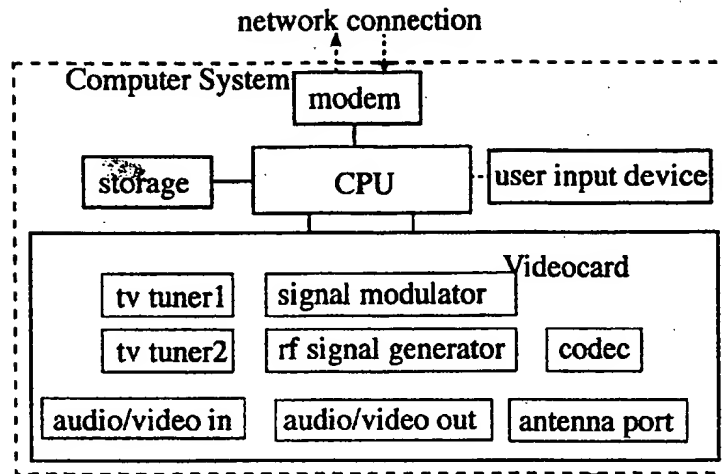 network connection
Computer System
modem
storage
CPU
user input device
Videocard
tv tuner1
signal modulator
tv tuner2
rf signal generator
codec
audio/video in
audio/video out
antenna port